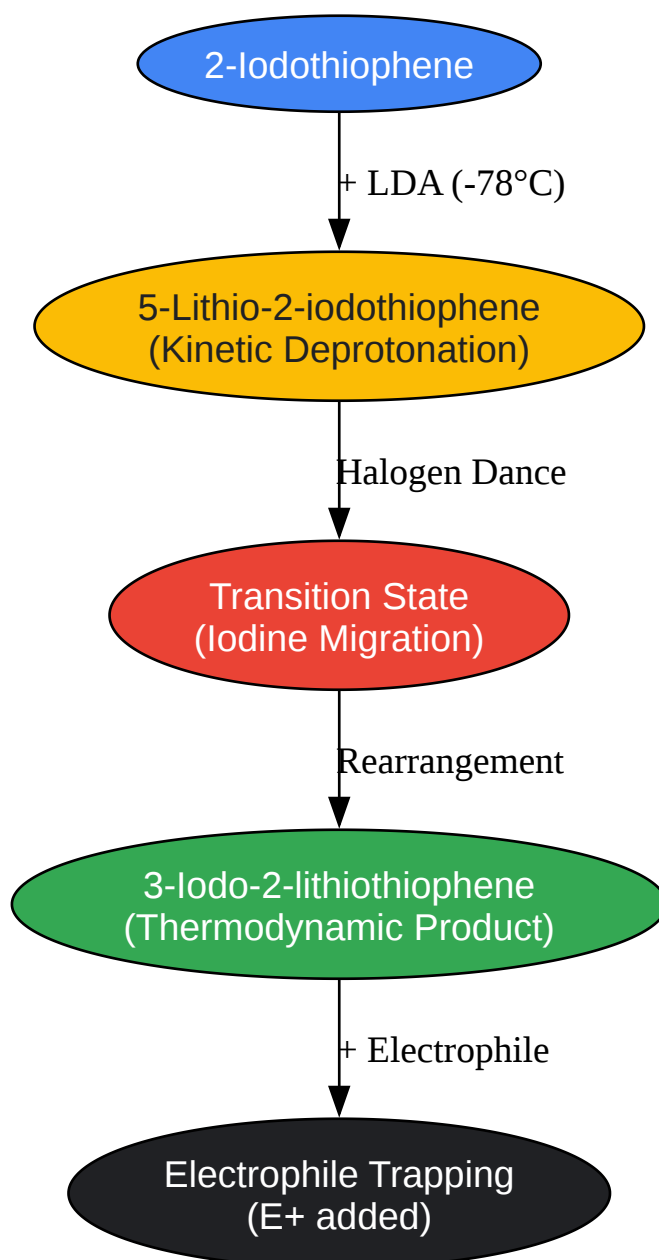 2-Iodothiophene
+ LDA (-78°C)
5-Lithio-2-iodothiophene
(Kinetic Deprotonation)
Halogen Dance
Transition State
(Iodine Migration)
Rearrangement
3-Iodo-2-lithiothiophene
(Thermodynamic Product)
+ Electrophile
Electrophile Trapping
(E+ added)